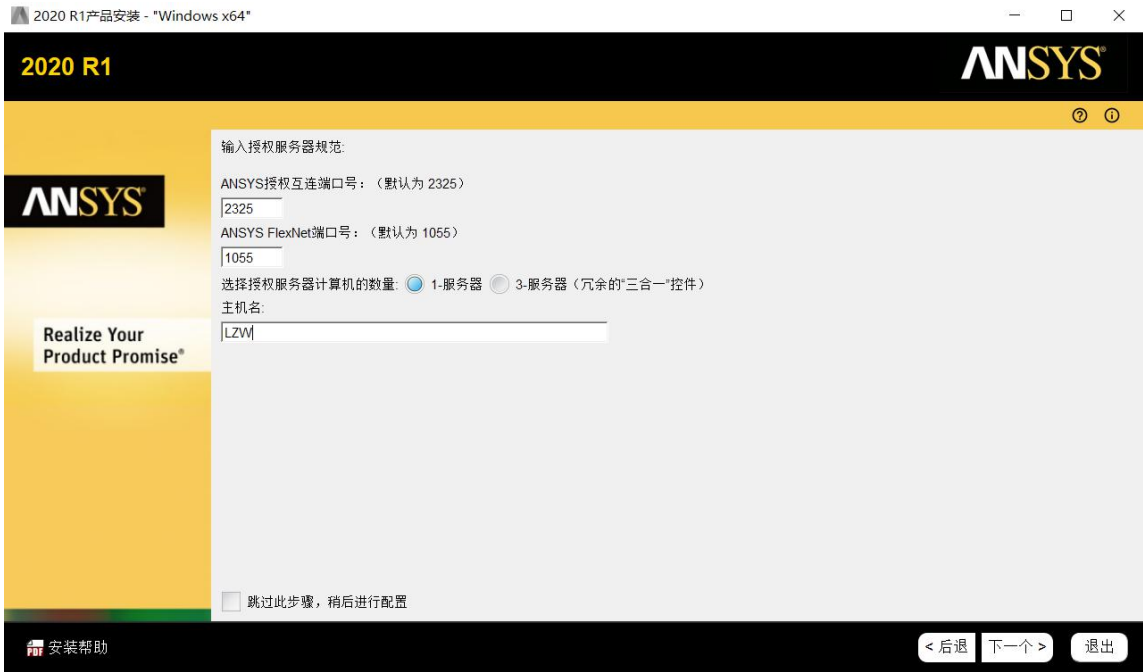 2020 R1产品安装 - "Windows x64"
2020 R1
ANSYS®
ANSYS®
Realize Your
Product Promise®
输入授权服务器规范:
ANSYS授权互连端口号：（默认为 2325）
2325
ANSYS FlexNet端口号：（默认为 1055）
1055
选择授权服务器计算机的数量: 1-服务器 3-服务器（冗余的“三合一”控件）
主机名:
LZW
跳过此步骤，稍后进行配置
PDF 安装帮助
< 后退 下一个 > 退出